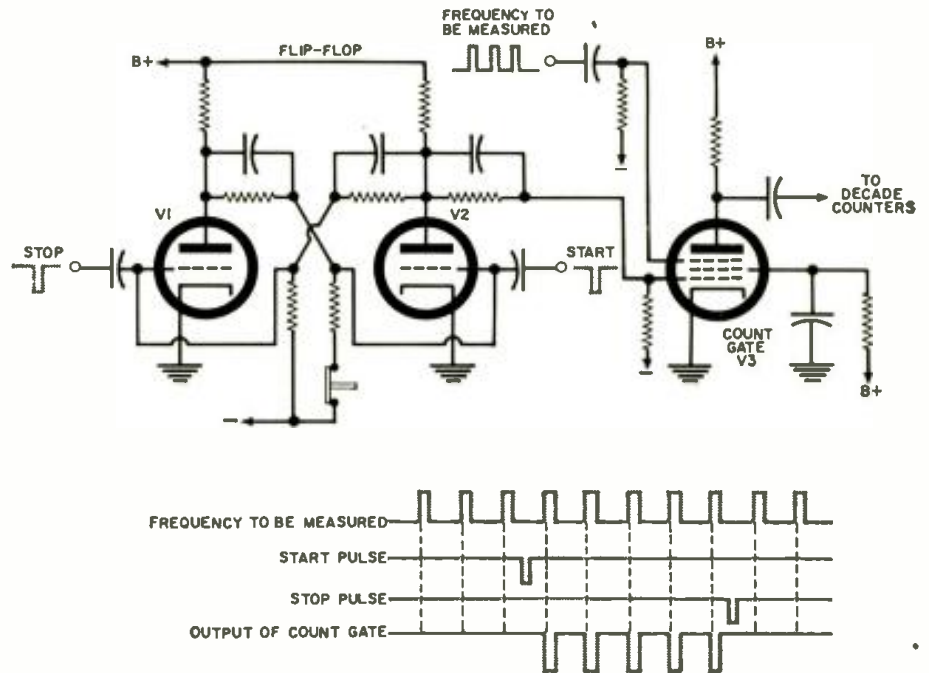 FREQUENCY TO
BE MEASURED
B+
FLIP-FLOP
B+
TO
DECADE
COUNTERS
V1
V2
STOP
START
COUNT
GATE
V3
B+
FREQUENCY TO BE MEASURED
START PULSE
STOP PULSE
OUTPUT OF COUNT GATE